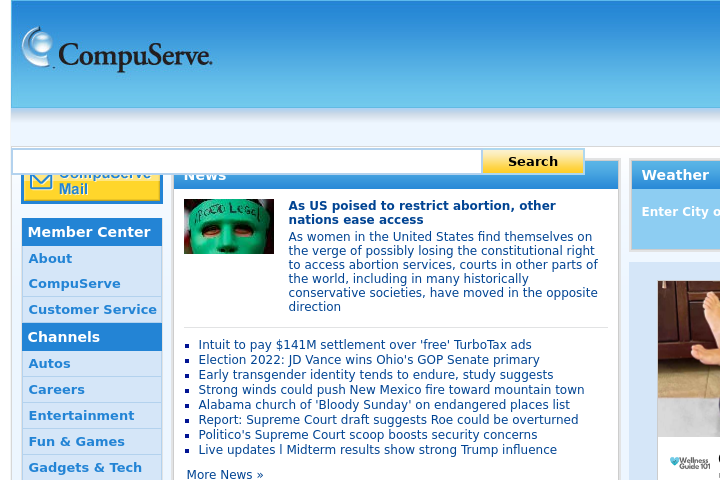 CompuServe.
Search
CompuServe
Mail
News
Weather
Enter City o
ABORTO LEGAL
As US poised to restrict abortion, other
nations ease access
As women in the United States find themselves on
the verge of possibly losing the constitutional right
to access abortion services, courts in other parts of
the world, including in many historically
conservative societies, have moved in the opposite
direction
Member Center
About
CompuServe
Customer Service
Channels
Autos
Careers
Entertainment
Fun & Games
Gadgets & Tech
Intuit to pay $141M settlement over 'free' TurboTax ads
Election 2022: JD Vance wins Ohio's GOP Senate primary
Early transgender identity tends to endure, study suggests
Strong winds could push New Mexico fire toward mountain town
Alabama church of 'Bloody Sunday' on endangered places list
Report: Supreme Court draft suggests Roe could be overturned
Politico's Supreme Court scoop boosts security concerns
Live updates l Midterm results show strong Trump influence
More News »
Wellness
Guide 101